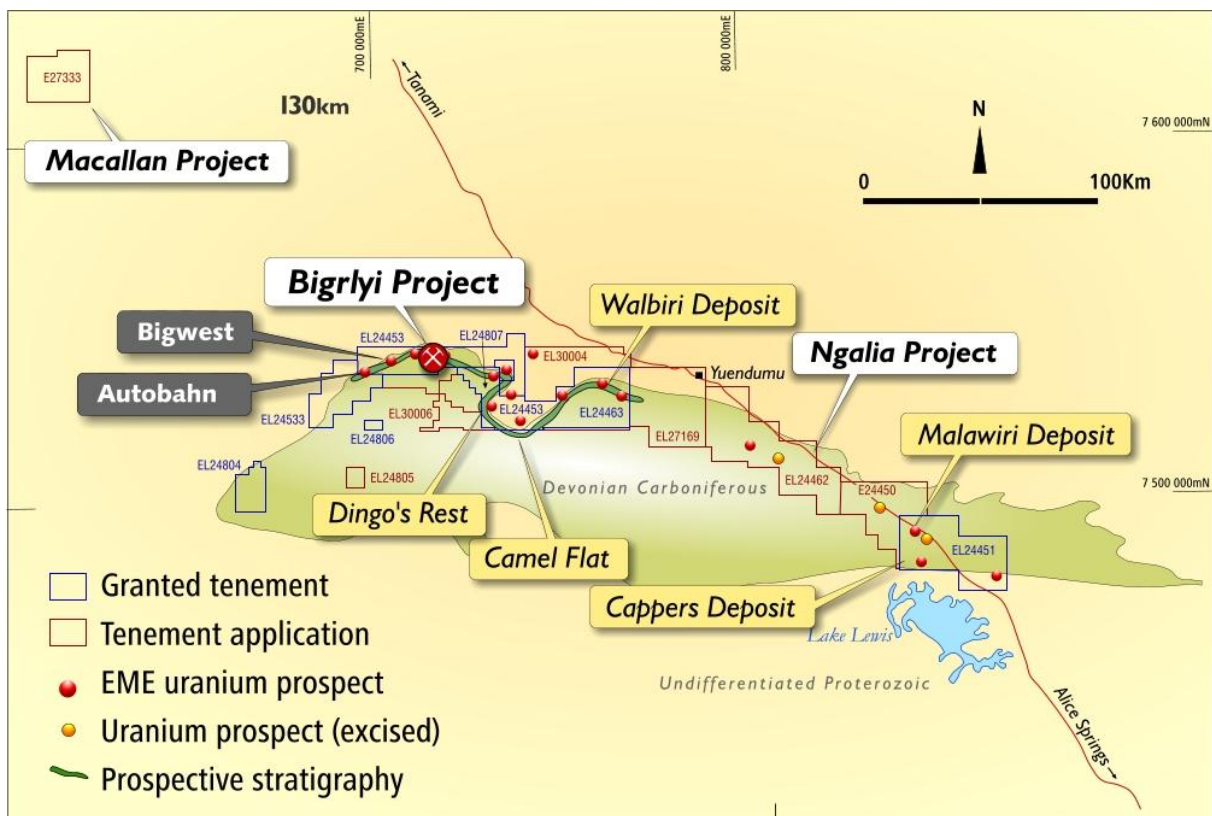 700 000mE
800 000mE
E27333
Tanami
130km
N
7 600 000mN
Macallan Project
0
100Km
Bigrlyi Project
Walbiri Deposit
Bigwest
EL24453
EL24807
EL30004
Ngalia Project
Autobahn
Yuendumu
EL24533
EL30006
EL24453
EL24463
EL24806
EL27169
Malawiri Deposit
EL24804
EL24805
EL24462
E24450
7 500 000mN
Devonian Carboniferous
Dingo's Rest
Camel Flat
EL24451
Granted tenement
Cappers Deposit
Tenement application
Lake Lewis
EME uranium prospect
Undifferentiated Proterozoic
Uranium prospect (excised)
Alice Springs
Prospective stratigraphy